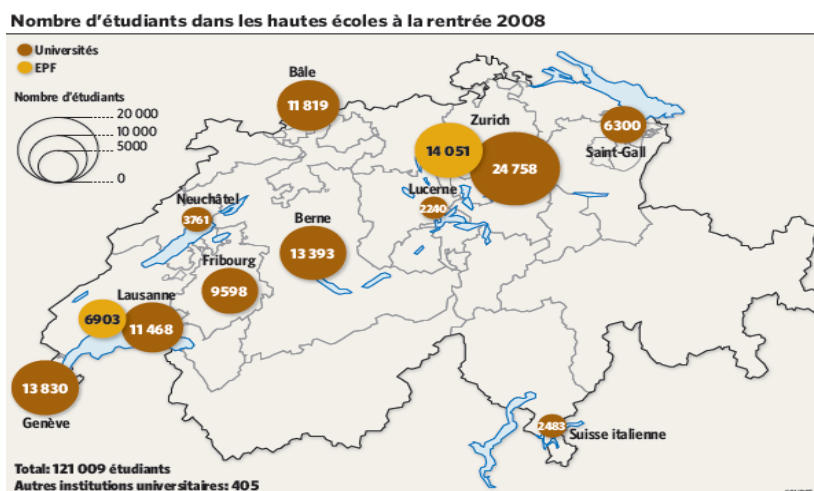 Nombre d'étudiants dans les hautes écoles à la rentrée 2008
Universités
EPF
Nombre d'étudiants
20 000
10 000
5000
0
Bâle
11 819
Zurich
14 051
24 758
6300
Saint-Gall
Lucerne
2240
Neuchâtel
3761
Berne
13 393
Fribourg
9598
Lausanne
6903
11 468
13 830
Genève
2483
Suisse italienne
Total: 121 009 étudiants
Autres institutions universitaires: 405